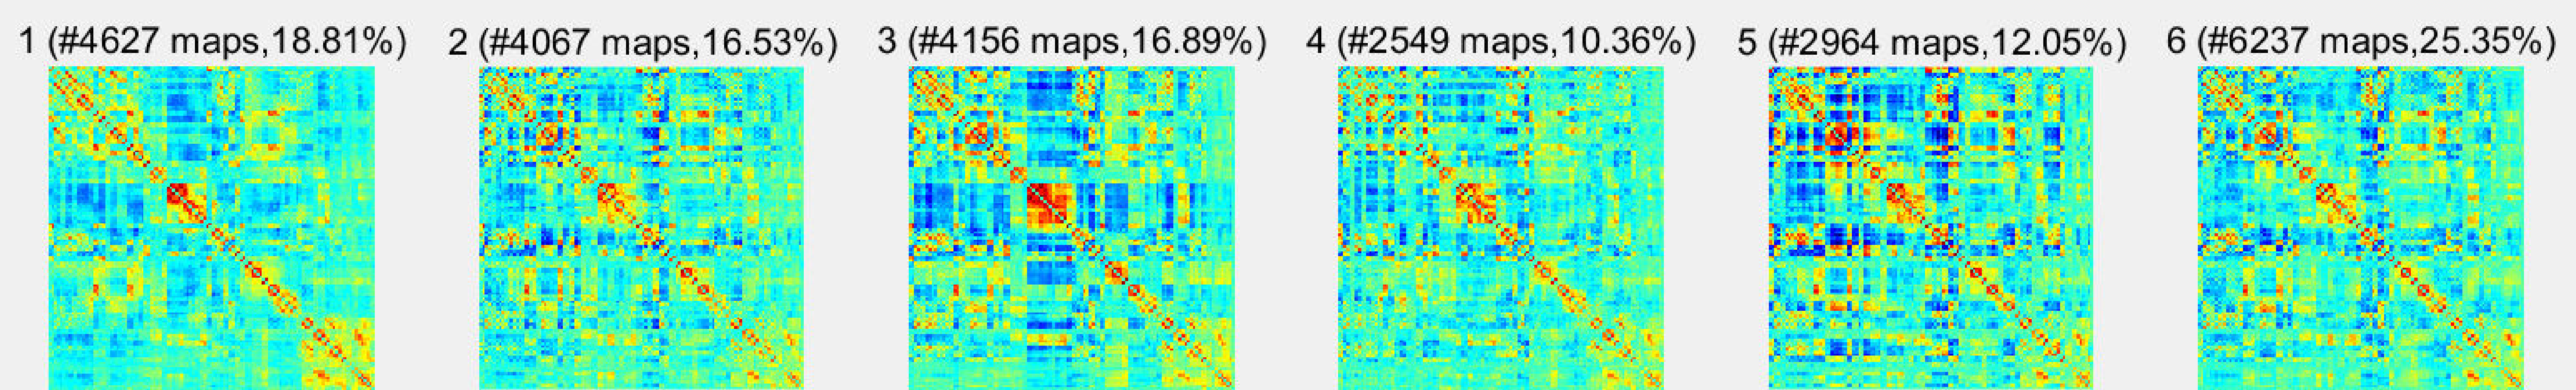 1 (#4627 maps,18.81%)
2 (#4067 maps,16.53%)
3 (#4156 maps,16.89%)
4 (#2549 maps,10.36%)
5 (#2964 maps,12.05%)
6 (#6237 maps,25.35%)